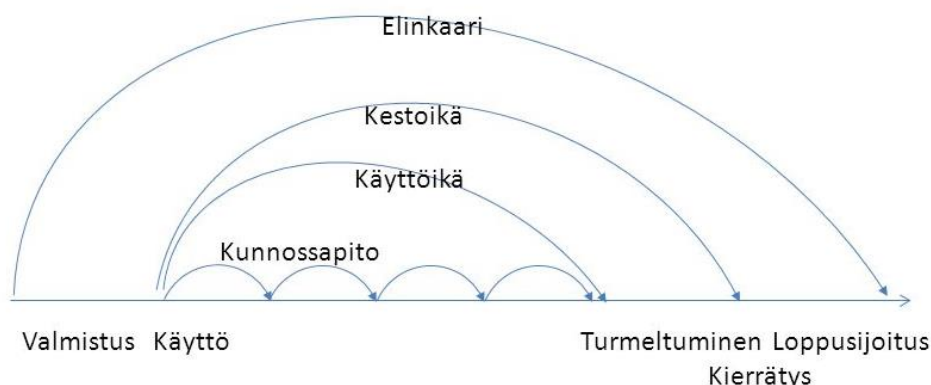 Elinkaari
Kestoikä
Käyttöikä
Kunnossapito
Valmistus Käyttö Turmeltuminen Loppusijoitus
Kierrätys